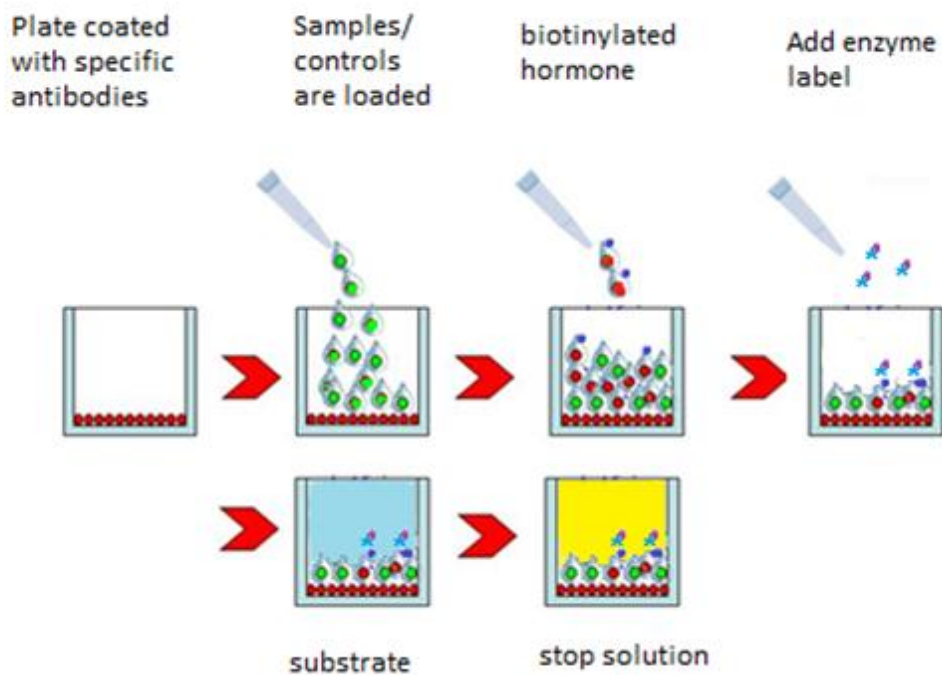 Plate coated
with specific
antibodies
Samples/
controls
are loaded
biotinylated
hormone
Add enzyme
label
substrate
stop solution